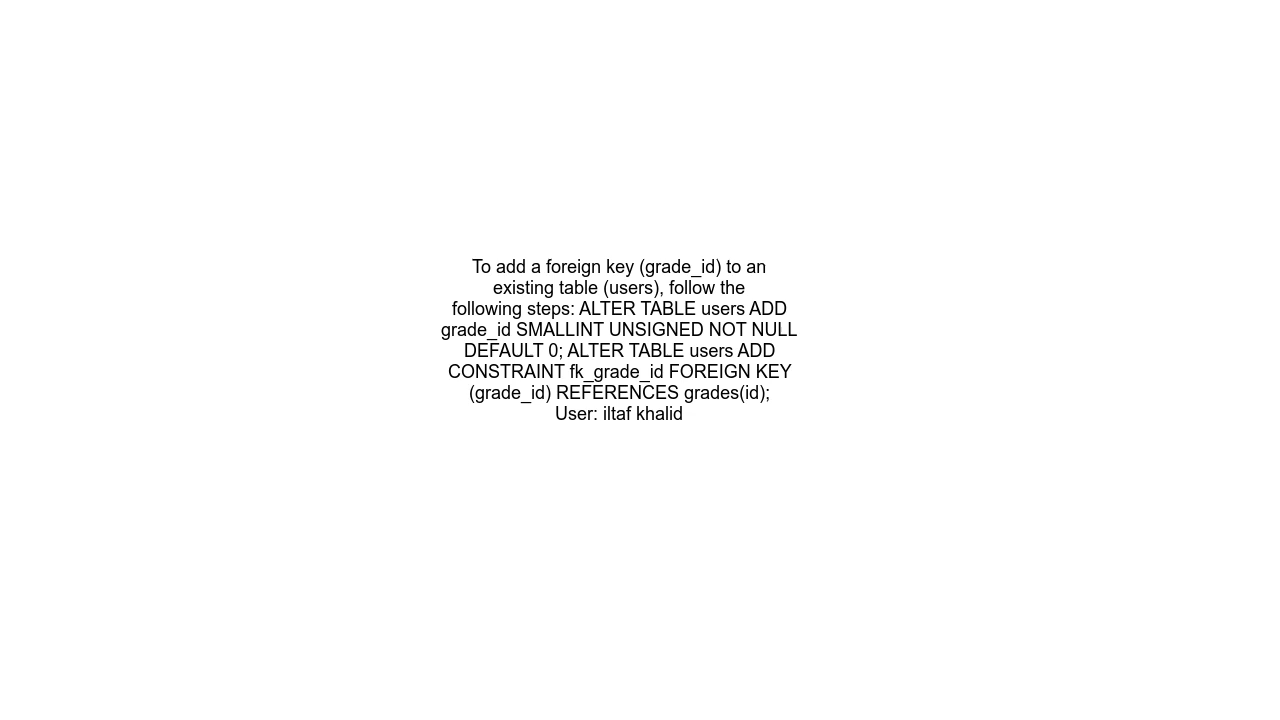 To add a foreign key (grade_id) to an
existing table (users), follow the
following steps: ALTER TABLE users ADD
grade_id SMALLINT UNSIGNED NOT NULL
DEFAULT 0; ALTER TABLE users ADD
CONSTRAINT fk_grade_id FOREIGN KEY
(grade_id) REFERENCES grades(id);
User: iltaf khalid